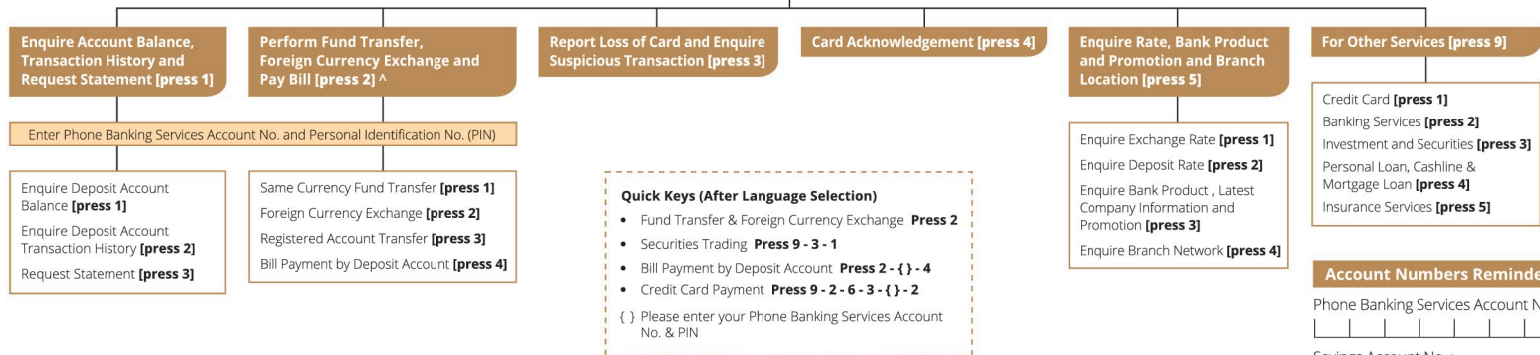 Enquire Account Balance,
Transaction History and
Request Statement [press 1]
Perform Fund Transfer,
Foreign Currency Exchange and
Pay Bill [press 2] ^
Report Loss of Card and Enquire
Suspicious Transaction [press 3]
Card Acknowledgement [press 4]
Enquire Rate, Bank Product
and Promotion and Branch
Location [press 5]
For Other Services [press 9]
Enter Phone Banking Services Account No. and Personal Identification No. (PIN)
Enquire Deposit Account
Balance [press 1]
Enquire Deposit Account
Transaction History [press 2]
Request Statement [press 3]
Same Currency Fund Transfer [press 1]
Foreign Currency Exchange [press 2]
Registered Account Transfer [press 3]
Bill Payment by Deposit Account [press 4]
Quick Keys (After Language Selection)
• Fund Transfer & Foreign Currency Exchange Press 2
• Securities Trading Press 9 - 3 - 1
• Bill Payment by Deposit Account Press 2 - { } - 4
• Credit Card Payment Press 9 - 2 - 6 - 3 - { } - 2
{ } Please enter your Phone Banking Services Account
No. & PIN
Enquire Exchange Rate [press 1]
Enquire Deposit Rate [press 2]
Enquire Bank Product , Latest
Company Information and
Promotion [press 3]
Enquire Branch Network [press 4]
Credit Card [press 1]
Banking Services [press 2]
Investment and Securities [press 3]
Personal Loan, Cashline &
Mortgage Loan [press 4]
Insurance Services [press 5]
Account Numbers Reminde
Phone Banking Services Account N
Savings Account No.